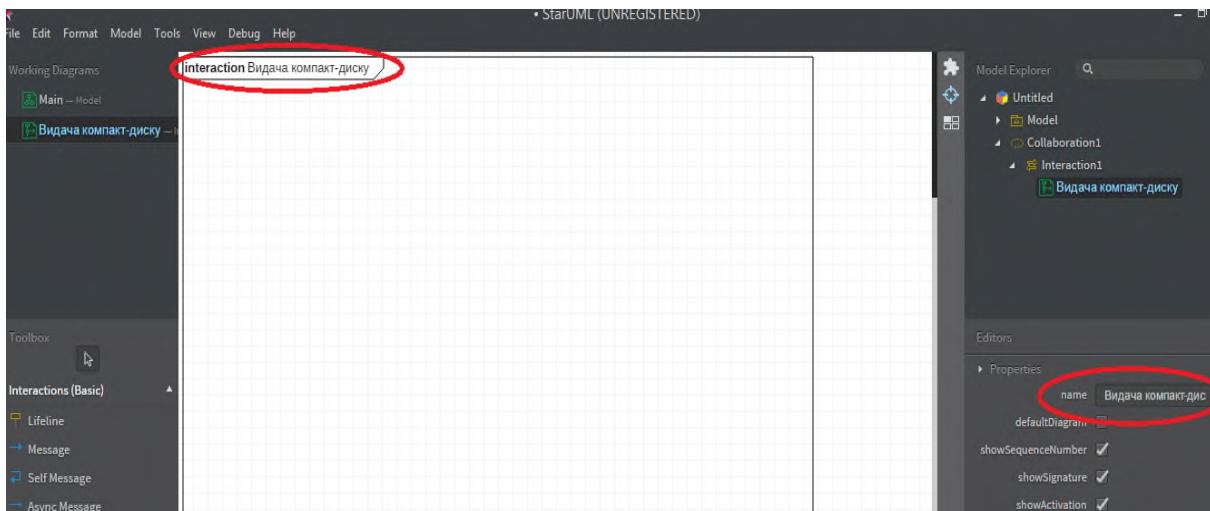 • StarUML (UNREGISTERED)
File Edit Format Model Tools View Debug Help
Working Diagrams
Main — Model
Видача компакт-диску —
interaction Видача компакт-диску
Toolbox
Interactions (Basic)
Lifeline
Message
Self Message
Async Message
Model Explorer
Untitled
Model
Collaboration1
Interaction1
Видача компакт-диску
Editors
Properties
name Видача компакт-дис
defaultDiagram
showSequenceNumber
showSignature
showActivation